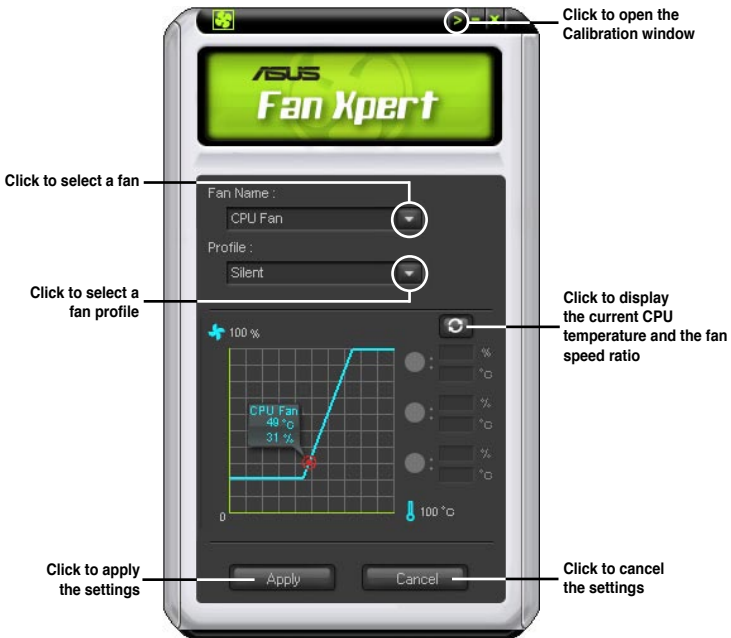 Click to open the
Calibration window
> - x
/SUS
Fan Xpert
Click to select a fan
Fan Name :
CPU Fan
Profile :
Silent
Click to select a
fan profile
Click to display
the current CPU
temperature and the fan
speed ratio
100 %
%
°C
CPU Fan
49 °C
31 %
%
°C
%
°C
0
100 °C
Click to apply
the settings
Apply
Cancel
Click to cancel
the settings